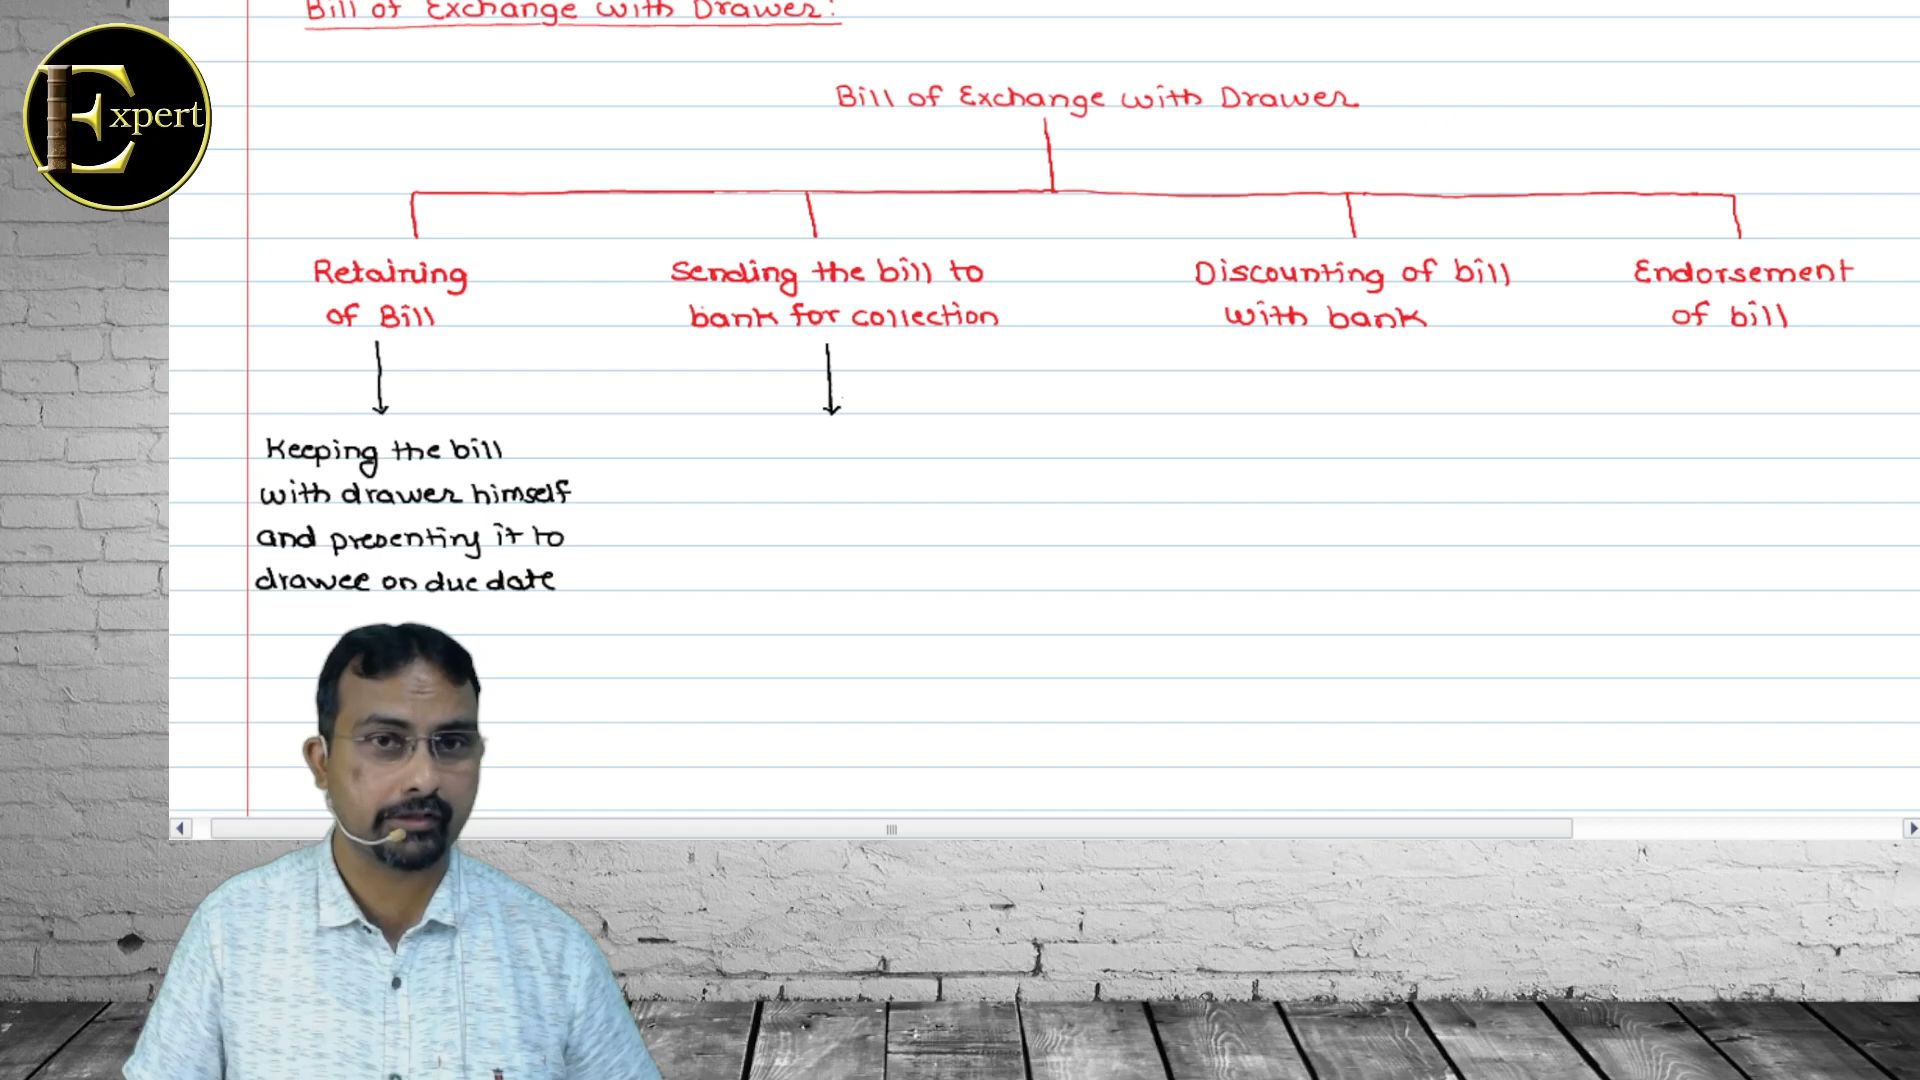 Bill of Exchange with Drawer:
Expert
Bill of Exchange with Drawer
Retaining
of Bill
Sending the bill to
bank for collection
Discounting of bill
with bank
Endorsement
of bill
Keeping the bill
with drawer himself
and presenting it to
drawee on due date